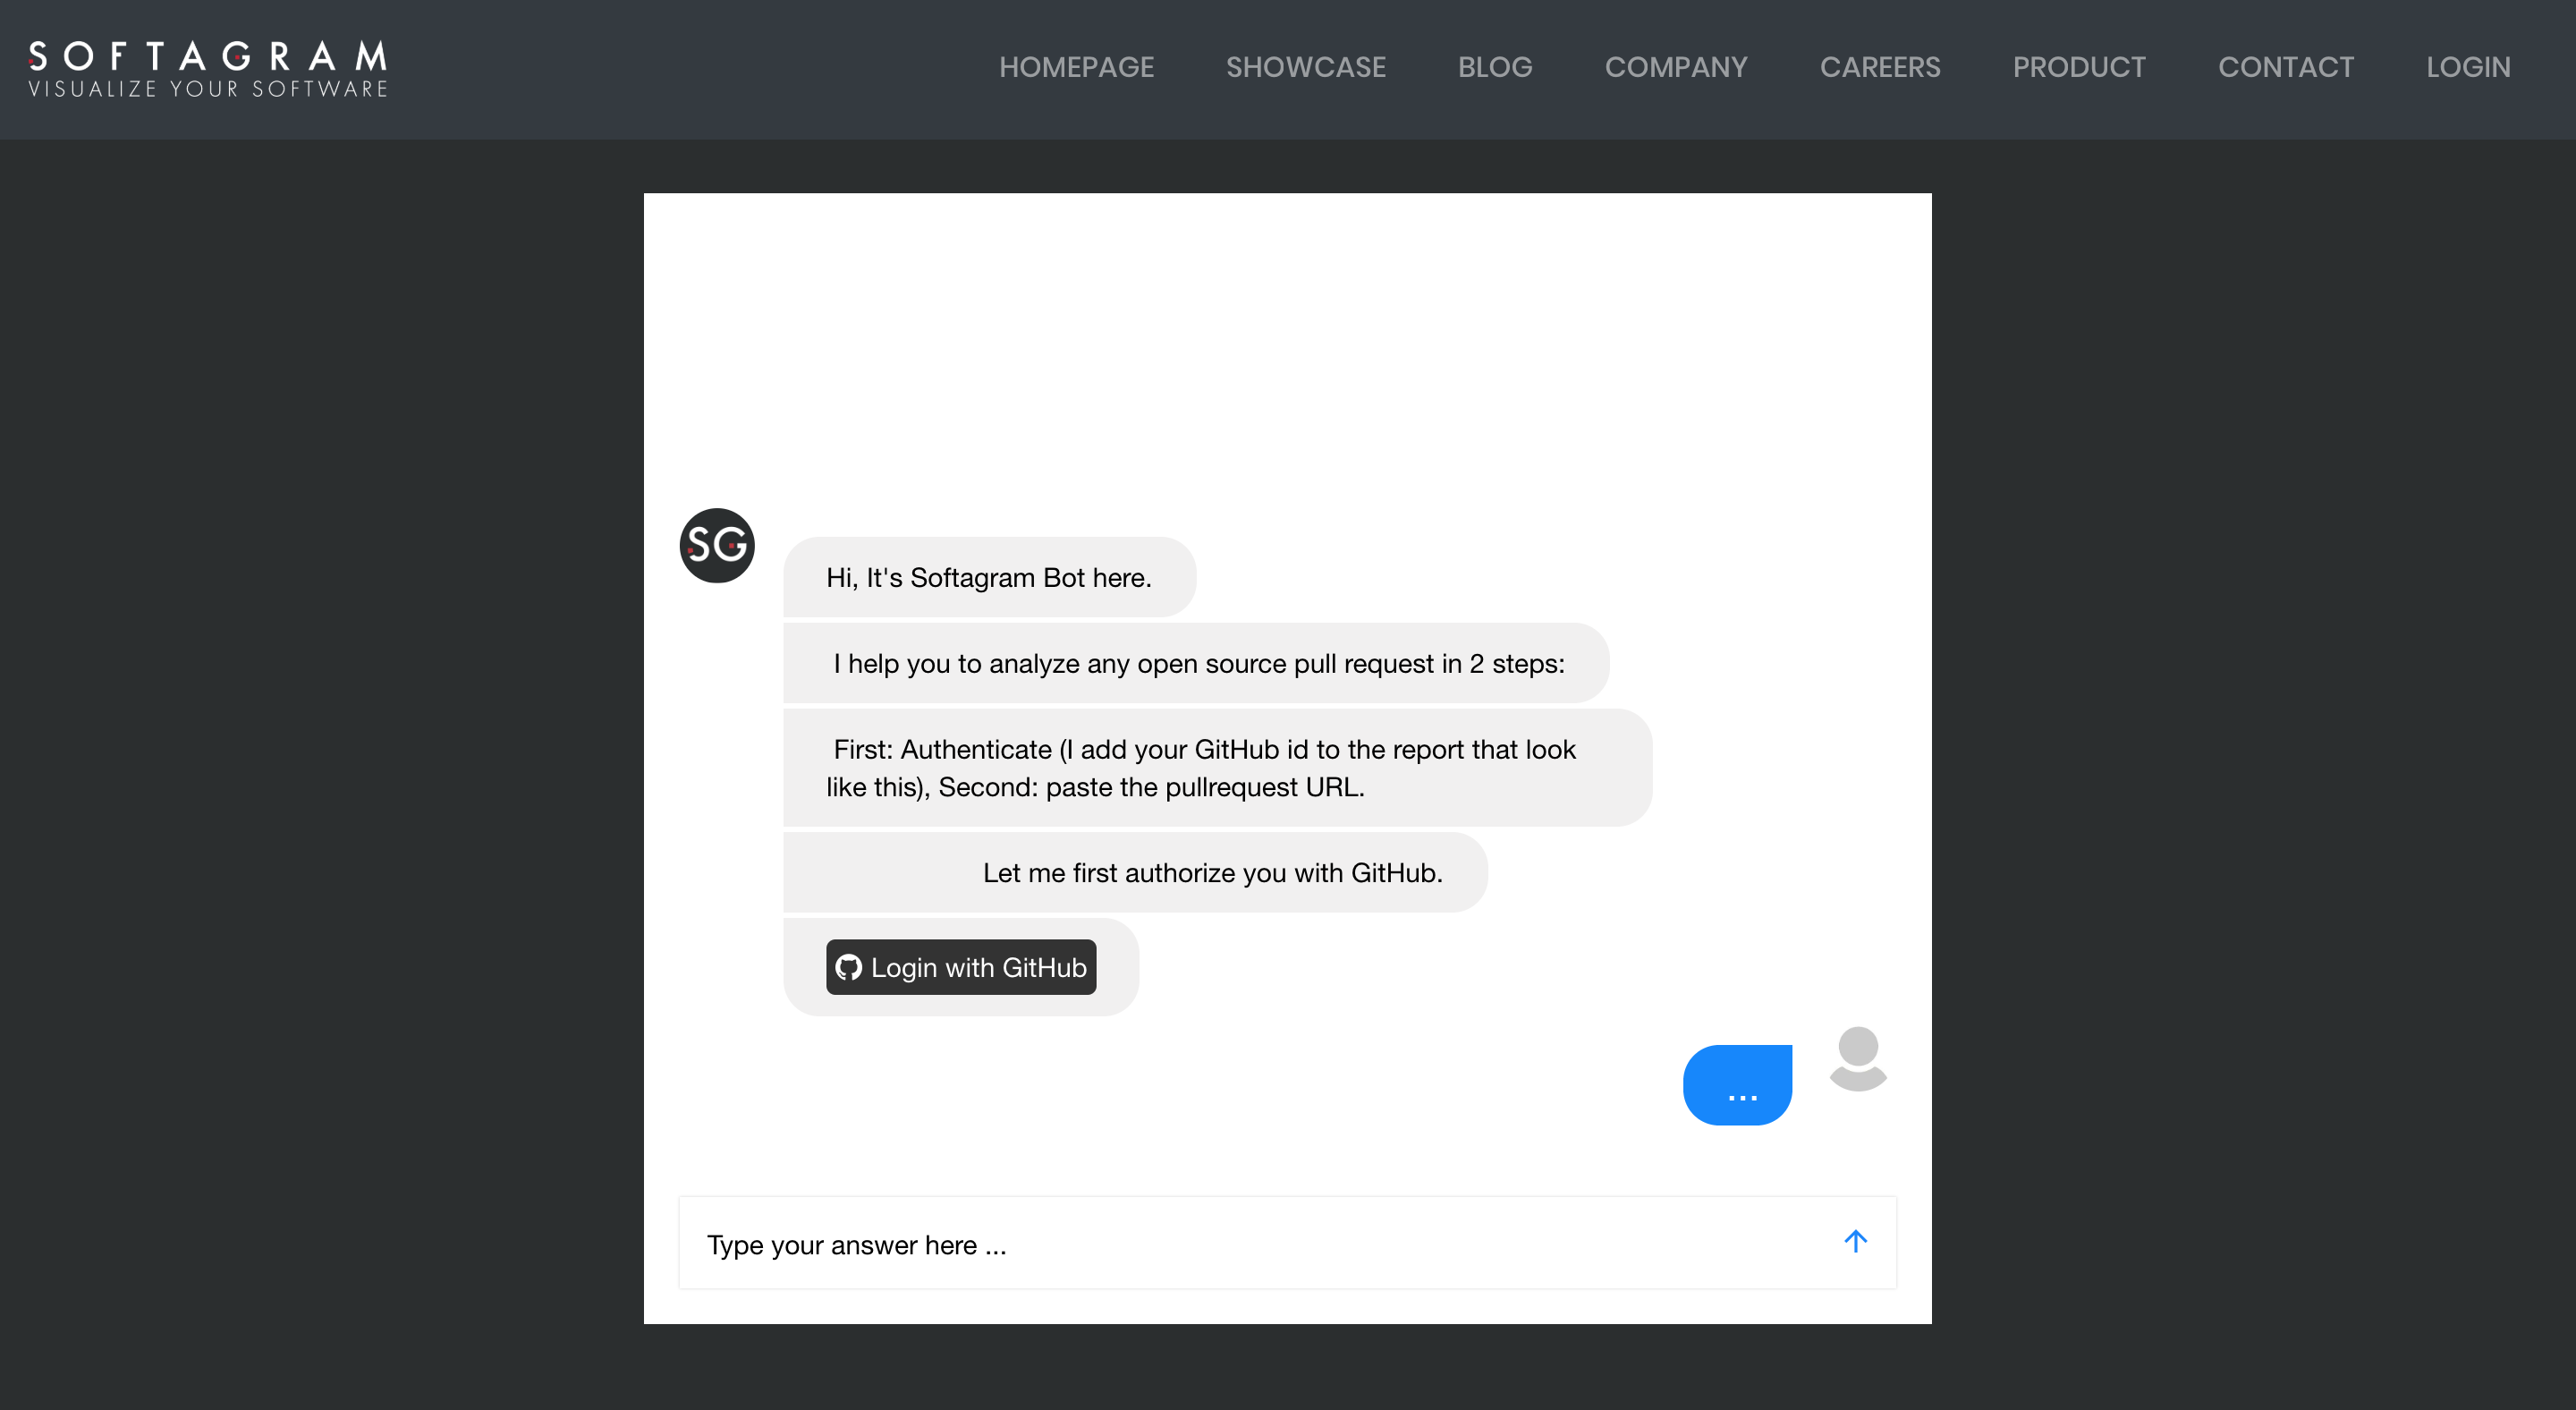 SOFTAGRAM
VISUALIZE YOUR SOFTWARE
HOMEPAGE SHOWCASE BLOG COMPANY CAREERS PRODUCT CONTACT LOGIN
SG
Hi, It's Softagram Bot here.
I help you to analyze any open source pull request in 2 steps:
First: Authenticate (I add your GitHub id to the report that look
like this), Second: paste the pullrequest URL.
Let me first authorize you with GitHub.
Login with GitHub
...
Type your answer here ...